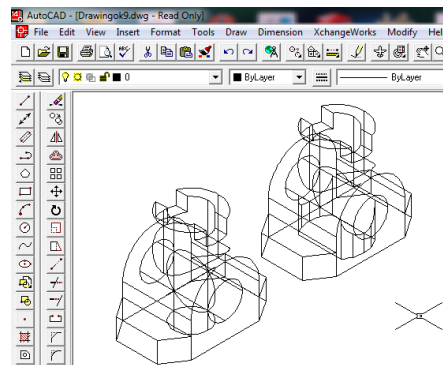 AutoCAD - [Drawingok9.dwg - Read Only]
File Edit View Insert Format Tools Draw Dimension XchangeWorks Modify Hel
0 ByLayer ByLayer